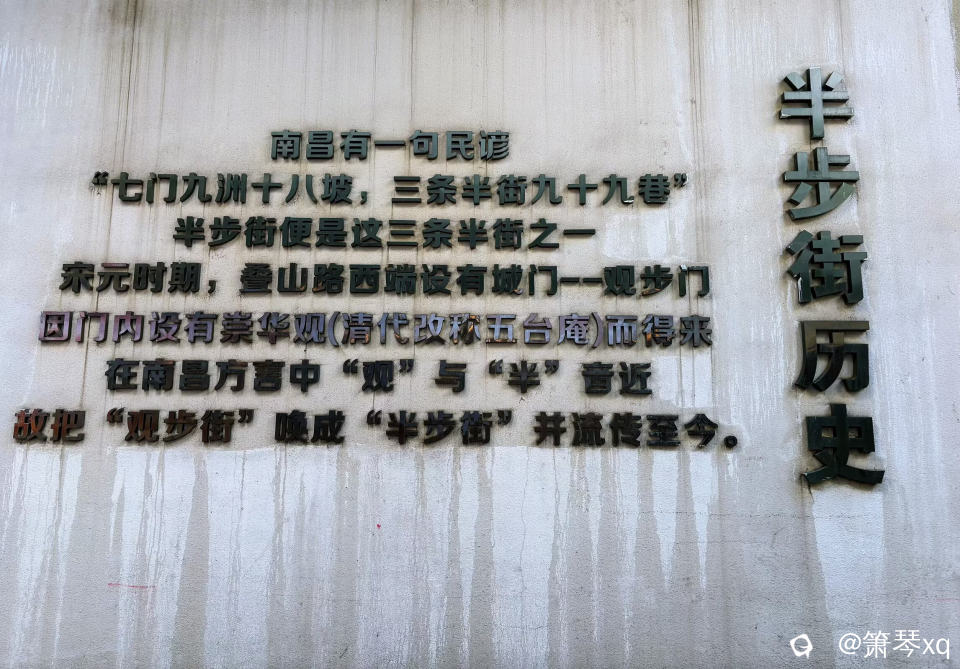 半步街历史
南昌有一句民谚
“七门九洲十八坡，三条半街九十九巷”
半步街便是这三条半街之一
宋元时期，叠山路西端设有城门——观步门
因门内设有崇华观(清代改称五台庵)而得来
在南昌方言中“观”与“半”音近
故把“观步街”唤成“半步街”并流传至今。
@箫琴xq